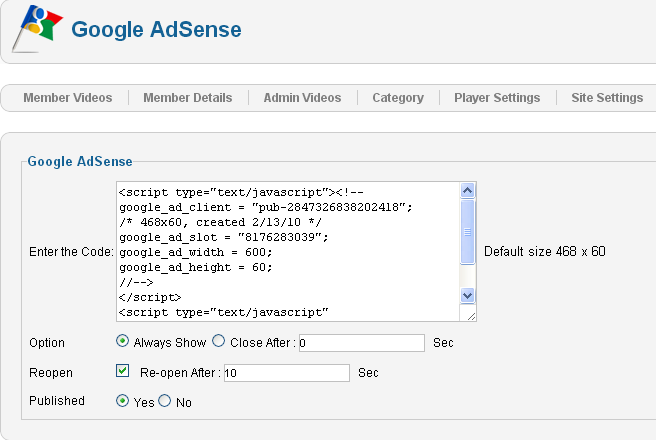 Google AdSense
Member Videos Member Details Admin Videos Category Player Settings Site Settings
Google AdSense
Enter the Code:
<script type="text/javascript"><!--
google_ad_client = "pub-2847326838202418";
/* 468x60, created 2/13/10 */
google_ad_slot = "8176283039";
google_ad_width = 600;
google_ad_height = 60;
//-->
</script>
<script type="text/javascript"
Default size 468 x 60
Option Always Show Close After : 0 Sec
Reopen Re-open After : 10 Sec
Published Yes No